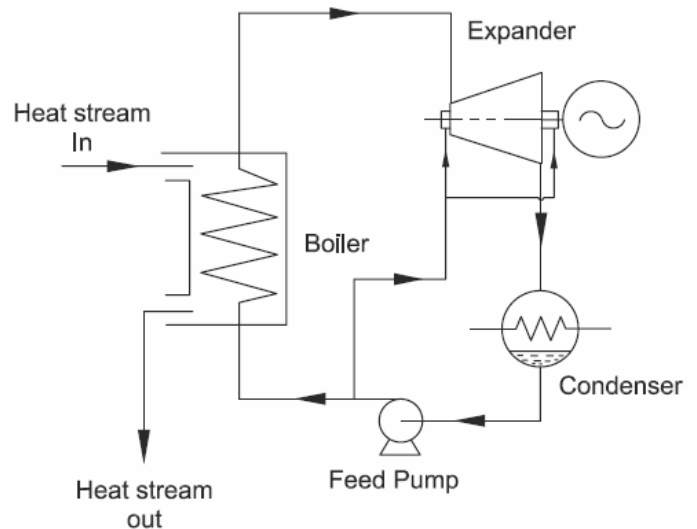 Expander
Heat stream
In
Boiler
Condenser
Feed Pump
Heat stream
out